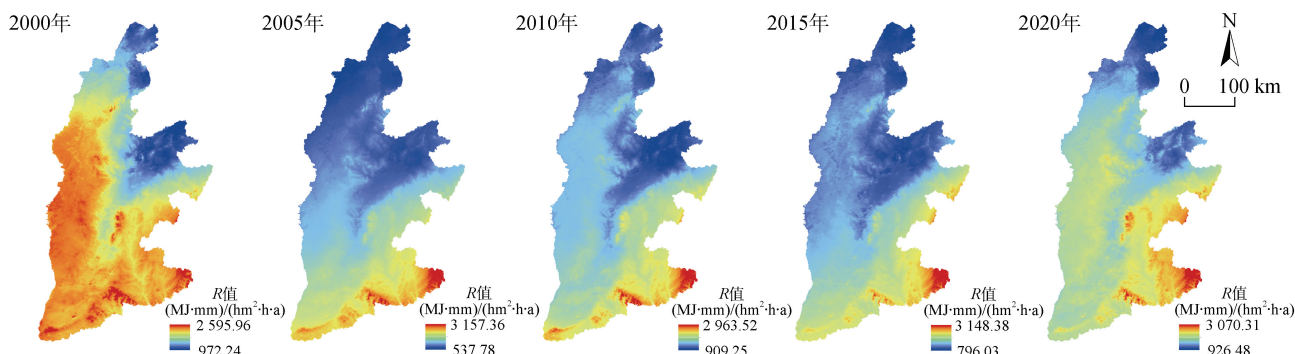 2000年
2005年
2010年
2015年
2020年
N
0 100 km
R值
(MJ·mm)/(hm²·h·a)
2 595.96
972.24
R值
(MJ·mm)/(hm²·h·a)
3 157.36
537.78
R值
(MJ·mm)/(hm²·h·a)
2 963.52
909.25
R值
(MJ·mm)/(hm²·h·a)
3 148.38
796.03
R值
(MJ·mm)/(hm²·h·a)
3 070.31
926.48